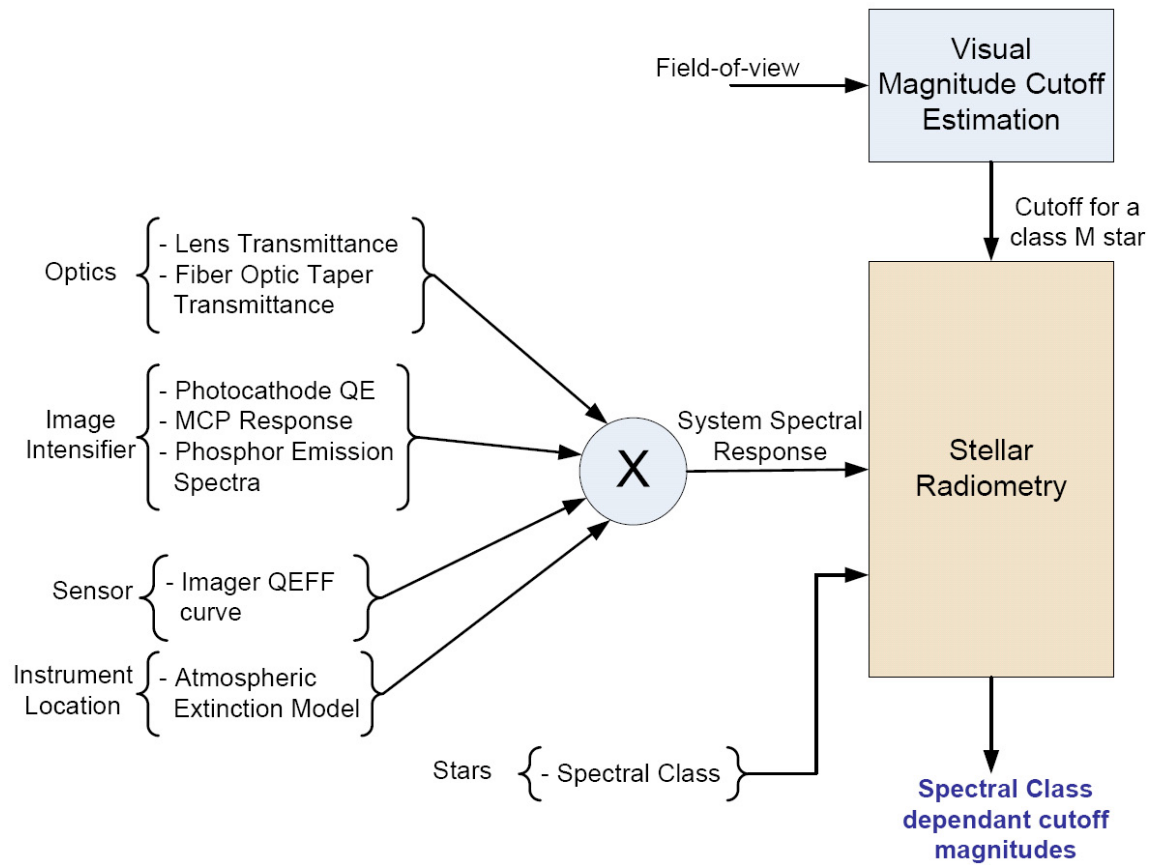 Visual
Magnitude Cutoff
Estimation
Field-of-view
Cutoff for a
class M star
Optics
- Lens Transmittance
- Fiber Optic Taper
Transmittance
Image
Intensifier
- Photocathode QE
- MCP Response
- Phosphor Emission
Spectra
Sensor
- Imager QEFF
curve
Instrument
Location
- Atmospheric
Extinction Model
X
System Spectral
Response
Stellar
Radiometry
Stars
- Spectral Class
Spectral Class
dependant cutoff
magnitudes